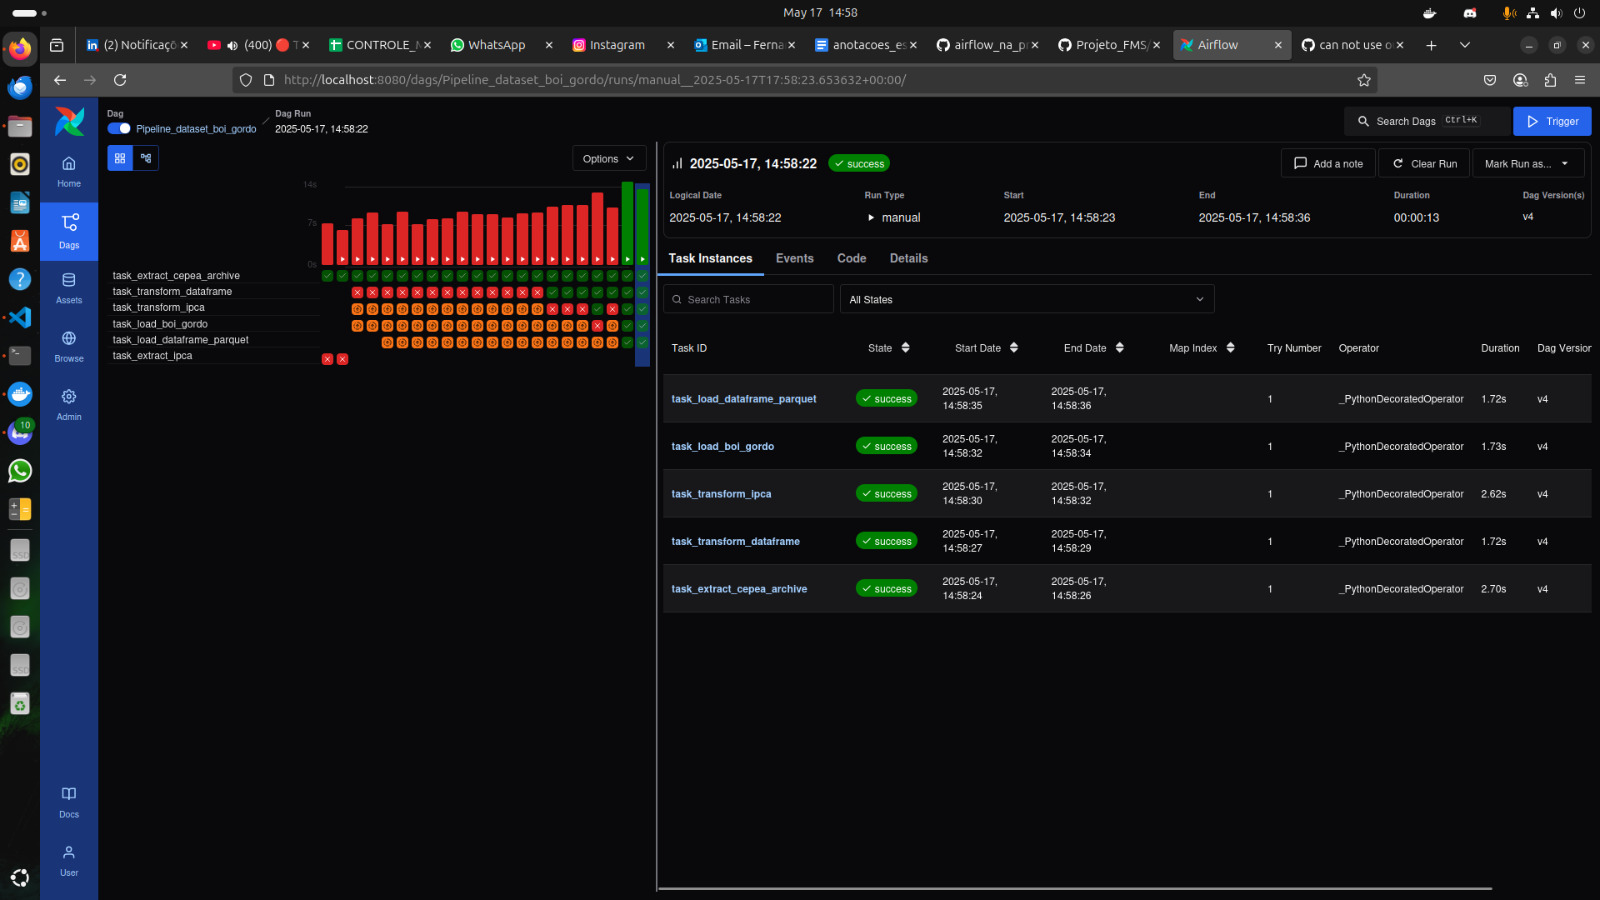 May 17 14:58
(2) Notificaçõ
(400)
CONTROLE_M
WhatsApp
Instagram
Email – Ferna
anotacoes_es
airflow_na_pr
Projeto_FMS/
Airflow
can not use o
http://localhost:8080/dags/Pipeline_dataset_boi_gordo/runs/manual__2025-05-17T17:58:23.653632+00:00/
Dag
Pipeline_dataset_boi_gordo
/
Dag Run
2025-05-17, 14:58:22
Search Dags Ctrl+K
Trigger
Home
Dags
Assets
Browse
Admin
Docs
User
10
Options
14s
7s
0s
task_extract_cepea_archive
task_transform_dataframe
task_transform_ipca
task_load_boi_gordo
task_load_dataframe_parquet
task_extract_ipca
2025-05-17, 14:58:22 success
Add a note
Clear Run
Mark Run as...
Logical Date Run Type Start End Duration Dag Version(s)
2025-05-17, 14:58:22 manual 2025-05-17, 14:58:23 2025-05-17, 14:58:36 00:00:13 v4
Task Instances Events Code Details
Search Tasks
All States
Task ID State Start Date End Date Map Index Try Number Operator Duration Dag Version
task_load_dataframe_parquet success 2025-05-17, 14:58:35 2025-05-17, 14:58:36 1 _PythonDecoratedOperator 1.72s v4
task_load_boi_gordo success 2025-05-17, 14:58:32 2025-05-17, 14:58:34 1 _PythonDecoratedOperator 1.73s v4
task_transform_ipca success 2025-05-17, 14:58:30 2025-05-17, 14:58:32 1 _PythonDecoratedOperator 2.62s v4
task_transform_dataframe success 2025-05-17, 14:58:27 2025-05-17, 14:58:29 1 _PythonDecoratedOperator 1.72s v4
task_extract_cepea_archive success 2025-05-17, 14:58:24 2025-05-17, 14:58:26 1 _PythonDecoratedOperator 2.70s v4